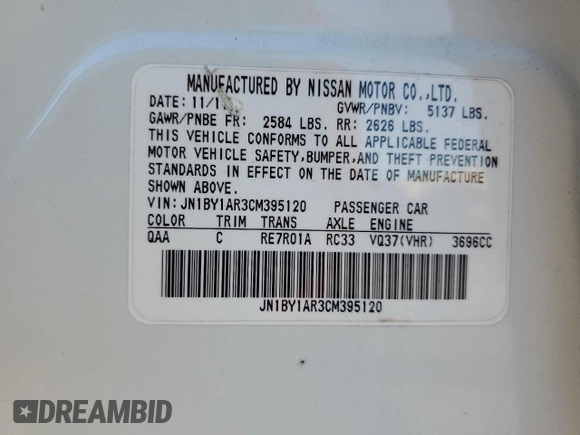 MANUFACTURED BY NISSAN MOTOR CO.,LTD.
DATE: 11/1 GVWR/PNBV: 5137 LBS.
GAWR/PNBE FR: 2584 LBS. RR: 2626 LBS.
THIS VEHICLE CONFORMS TO ALL APPLICABLE FEDERAL
MOTOR VEHICLE SAFETY,BUMPER,AND THEFT PREVENTION
STANDARDS IN EFFECT ON THE DATE OF MANUFACTURE
SHOWN ABOVE.
VIN:JN1BY1AR3CM395120 PASSENGER CAR
COLOR TRIM TRANS AXLE ENGINE
QAA C RE7R01A RC33 VQ37(VHR) 3696CC
JN1BY1AR3CM395120
DREAMBID